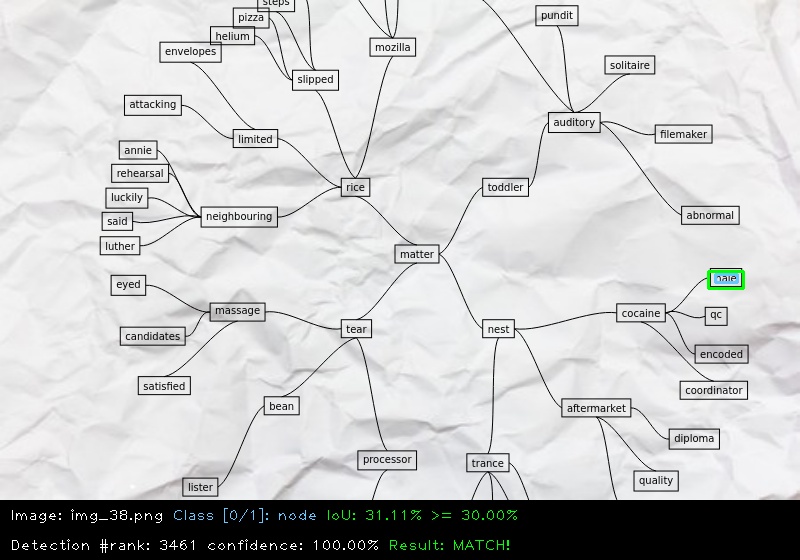 steps
pizza
pundit
helium
mozilla
envelopes
solitaire
slipped
attacking
auditory
limited
filemaker
annie
rehearsal
rice
toddler
luckily
said
neighbouring
abnormal
luther
matter
eyed
massage
cocaine
qc
candidates
tear
nest
encoded
satisfied
coordinator
bean
aftermarket
diploma
processor
trance
quality
lister
Image: img_38.png Class [0/1]: node IoU: 31.11% >= 30.00%
Detection #rank: 3461 confidence: 100.00% Result: MATCH!